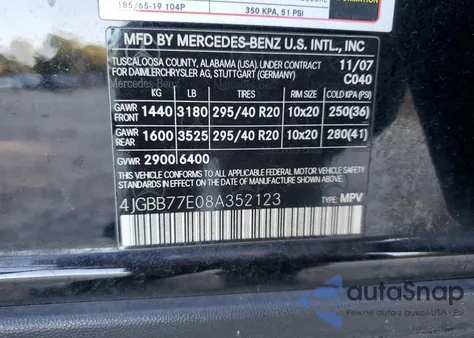 185/65-19 104P 350 KPA, 51 PSI
MFD BY MERCEDES-BENZ U.S. INTL., INC
TUSCALOOSA COUNTY, ALABAMA (USA) UNDER CONTRACT 11/07
FOR DAIMLERCHRYSLER AG, STUTTGART (GERMANY) C040
KG LB TIRES RIM SIZE COLD KPA (PSI)
GAWR FRONT 1440 3180 295/40 R20 10x20 250(36)
GAWR REAR 1600 3525 295/40 R20 10x20 280(41)
GVWR 2900 6400
THIS VEHICLE CONFORMS TO ALL APPLICABLE FEDERAL MOTOR VEHICLE SAFETY
STANDARDS IN EFFECT ON THE DATE OF MANUFACTURE SHOWN ABOVE
4JGBB77E08A352123 TYPE: MPV
autoSnap
Pewne auto z USA i EU